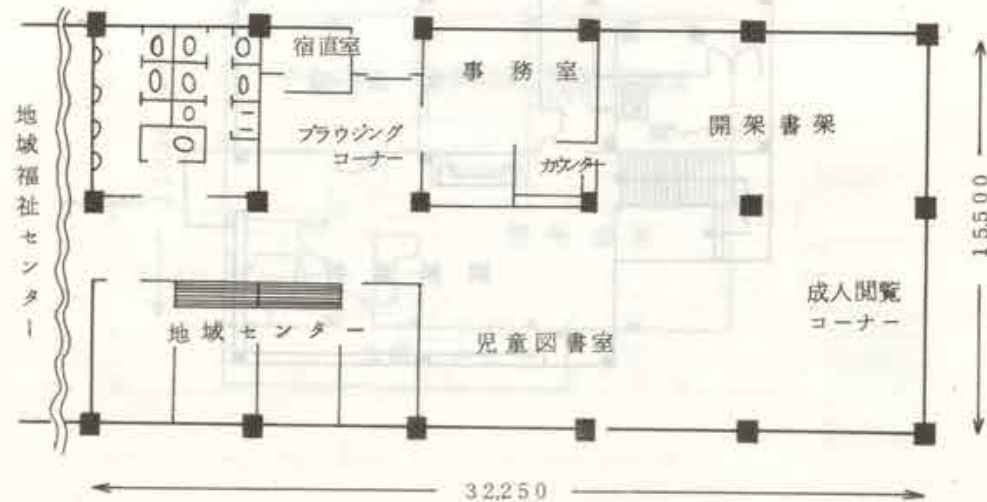 宿直室
事務室
ブラウジング
コーナー
カウンター
開架書架
地域福祉センター
15,500
成人閲覧
コーナー
地域センター
児童図書室
32,250